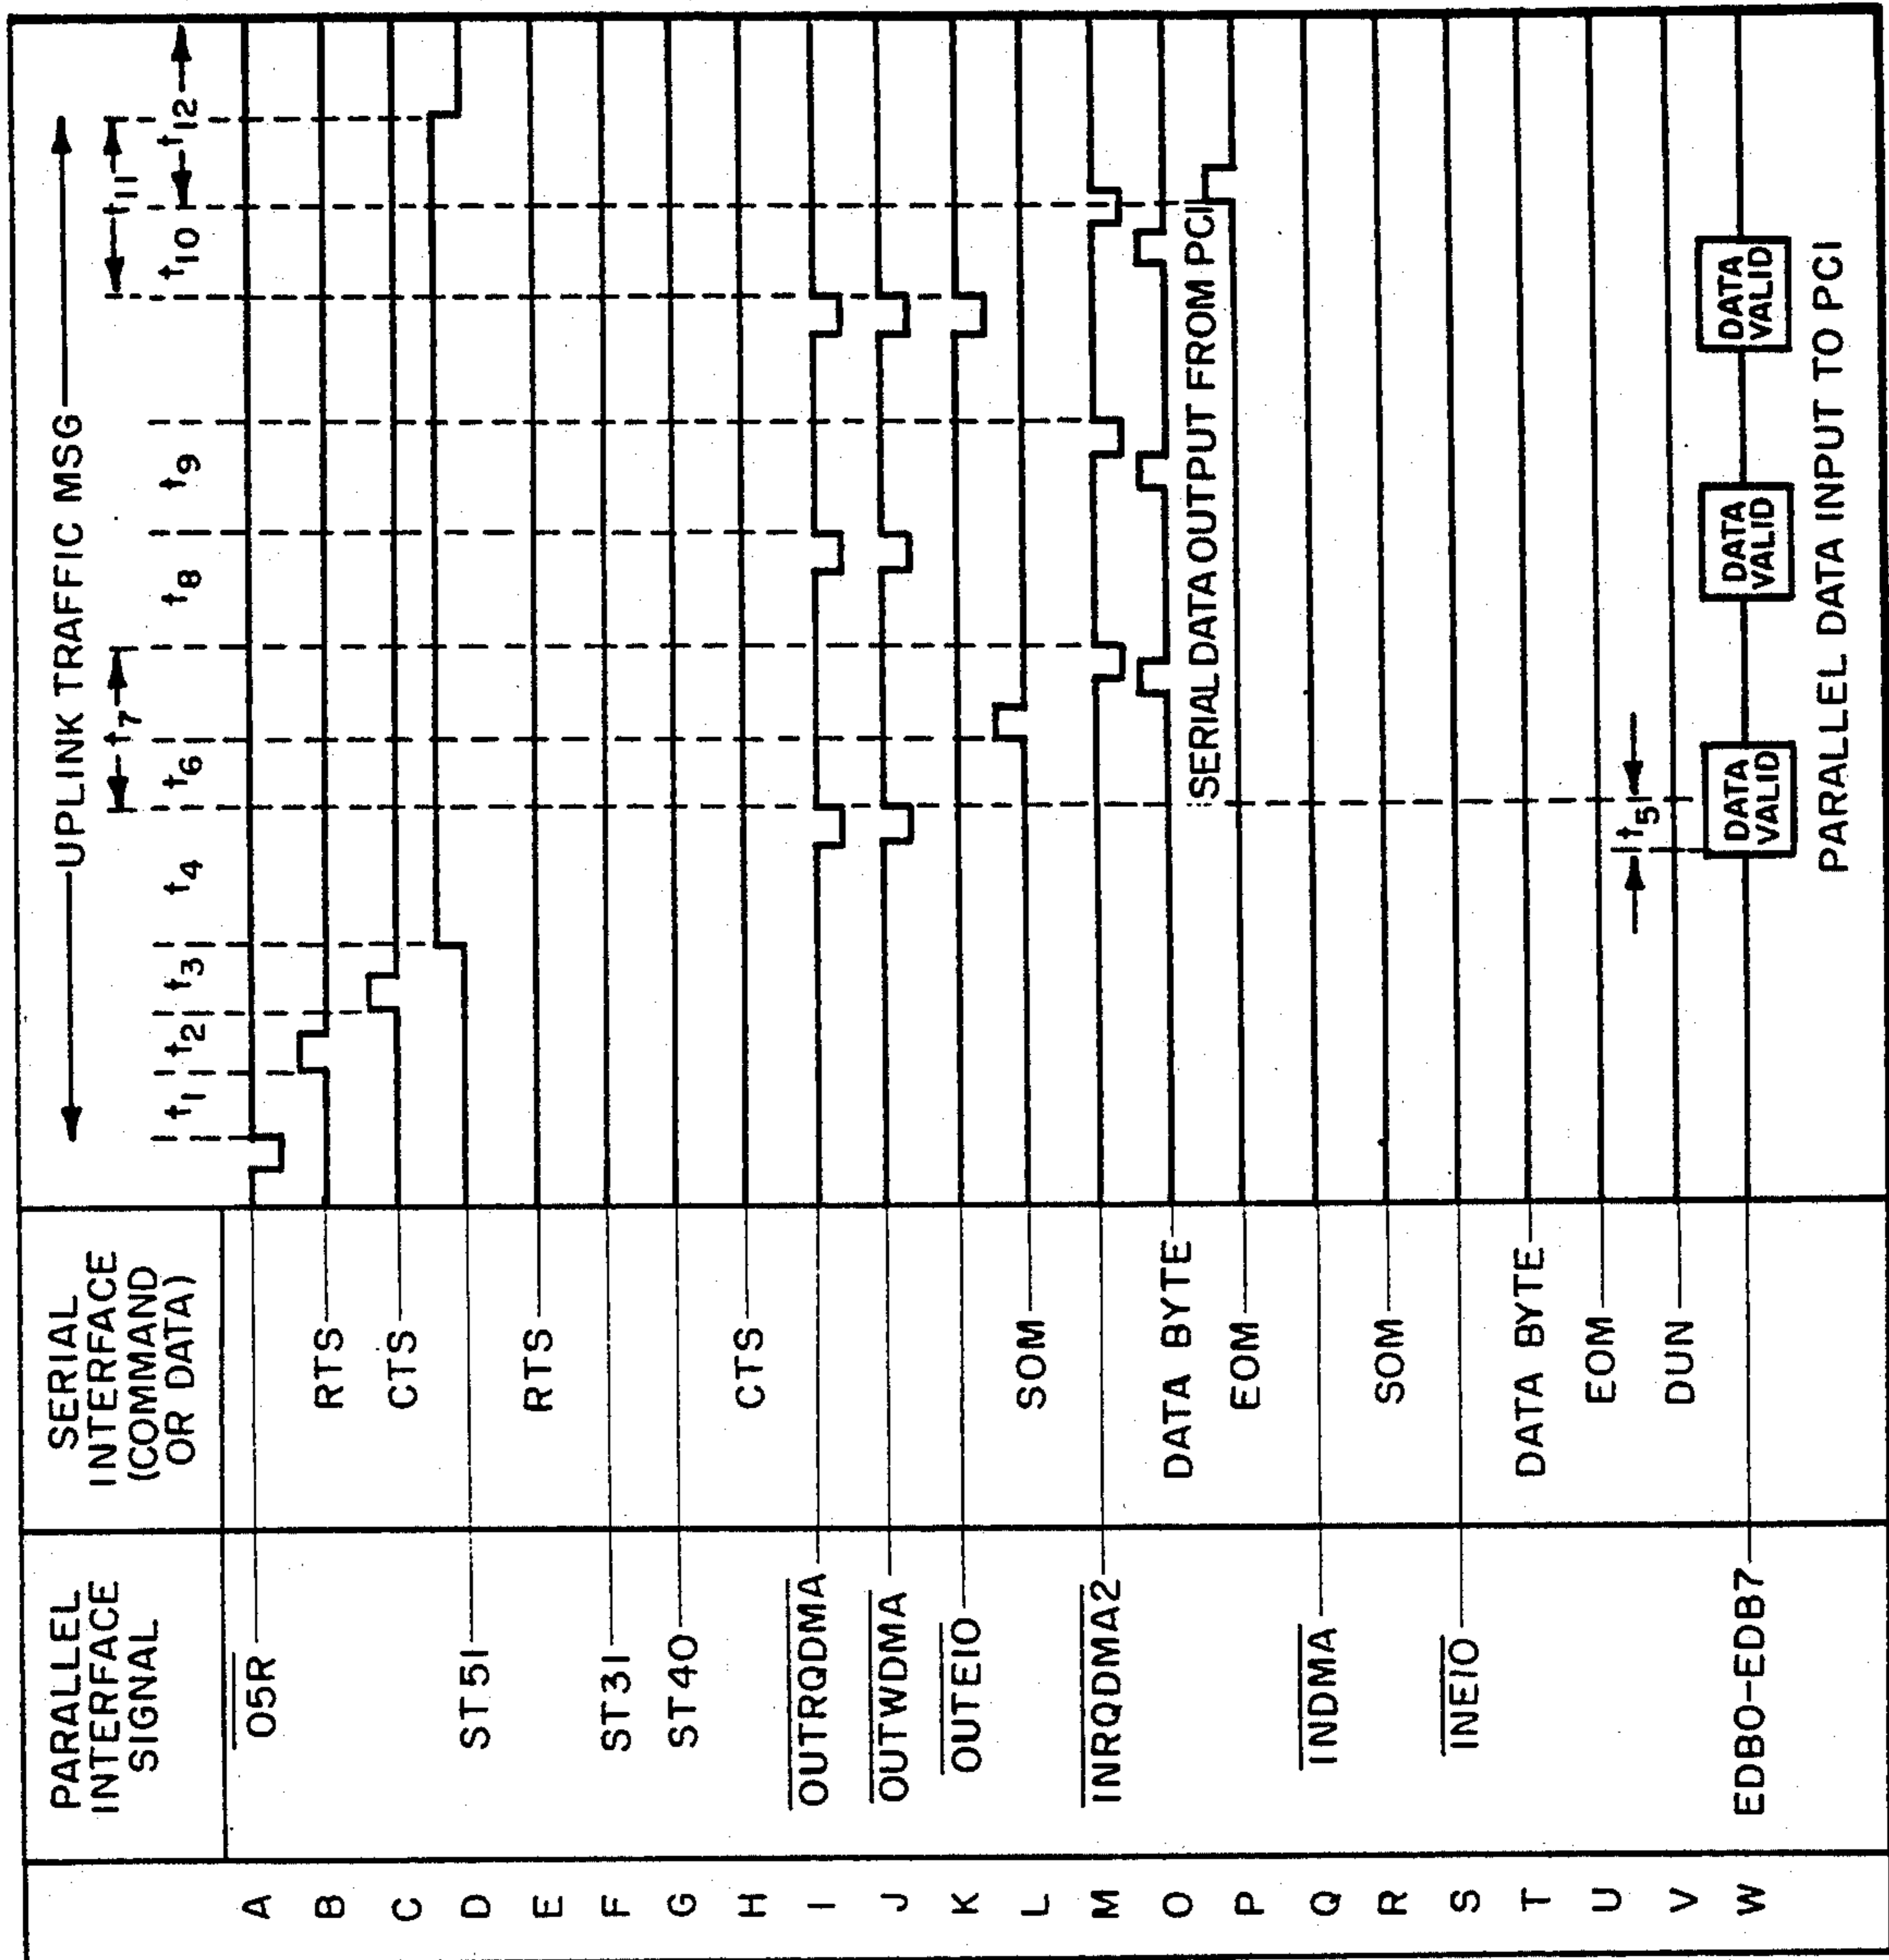 PARALLEL
INTERFACE
SIGNAL
SERIAL
INTERFACE
(COMMAND
OR DATA)
UPLINK TRAFFIC MSG
t7
t11
t1 t2 t3 t4 t6 t8 t9 t10 t12
A O5R
B RTS
C CTS
D ST51
E RTS
F ST31
G ST40
H CTS
I OUTRQDMA
J OUTWDMA
K OUTEIO
L SOM
M INRQDMA2
O DATA BYTE
SERIAL DATA OUTPUT FROM PCI
P EOM
Q INDMA
R SOM
S INEIO
T DATA BYTE
U EOM
t5
V DUN
W EDBO-EDB7
DATA
VALID
DATA
VALID
DATA
VALID
PARALLEL DATA INPUT TO PCI